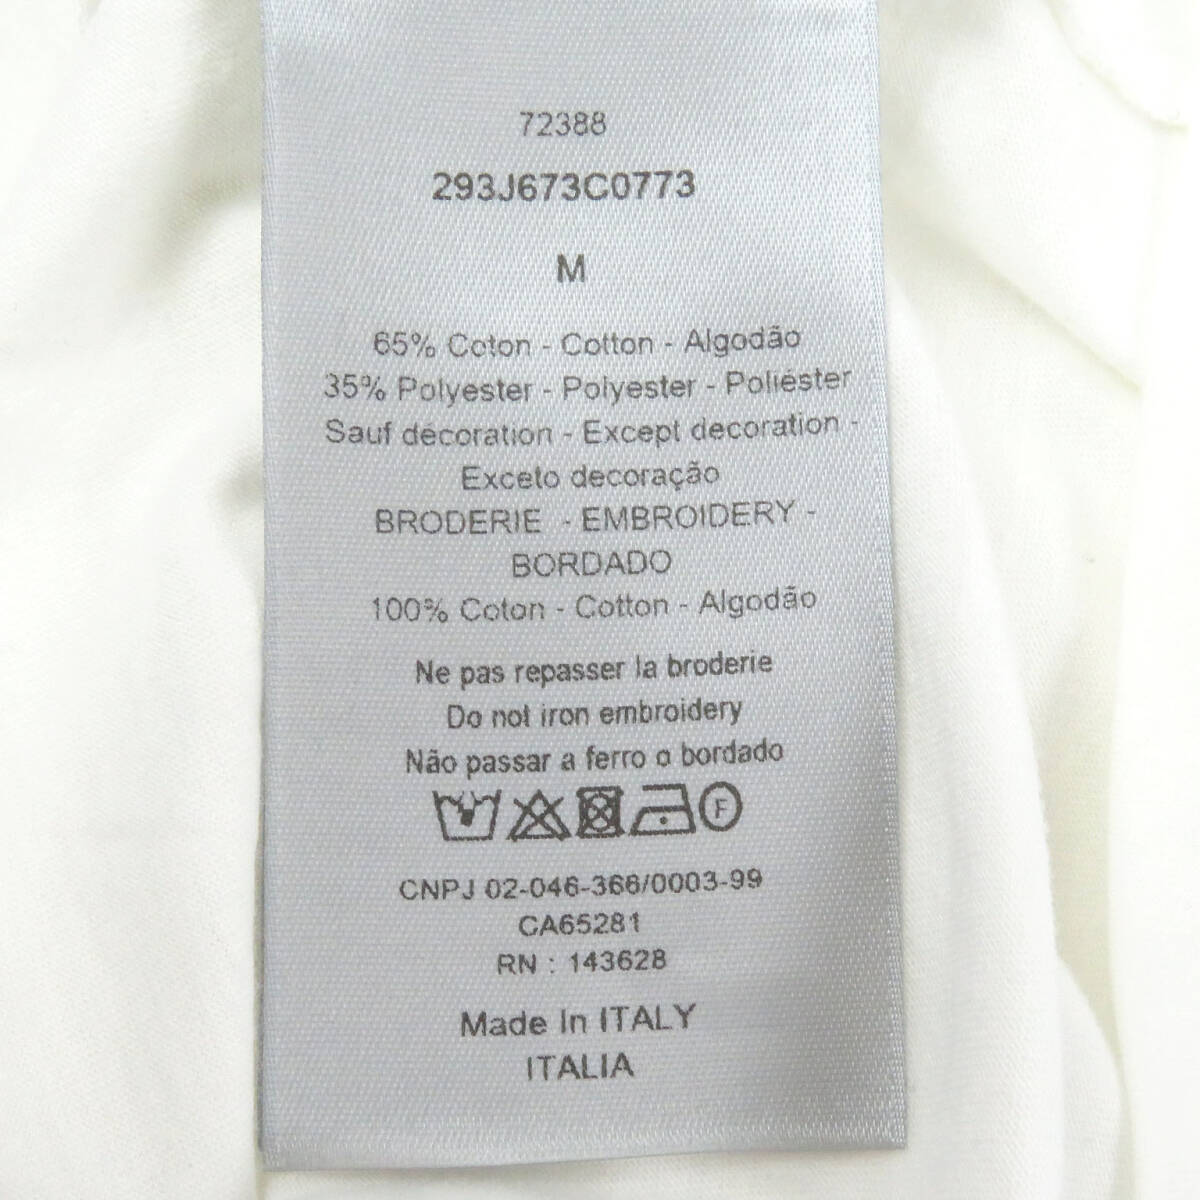 72388
293J673C0773
M
65% Coton - Cotton - Algodão
35% Polyester - Polyester - Poliéster
Sauf décoration - Except decoration -
Exceto decoração
BRODERIE - EMBROIDERY -
BORDADO
100% Coton - Cotton - Algodão
Ne pas repasser la broderie
Do not iron embroidery
Não passar a ferro o bordado
F
CNPJ 02-046-366/0003-99
CA65281
RN : 143628
Made In ITALY
ITALIA